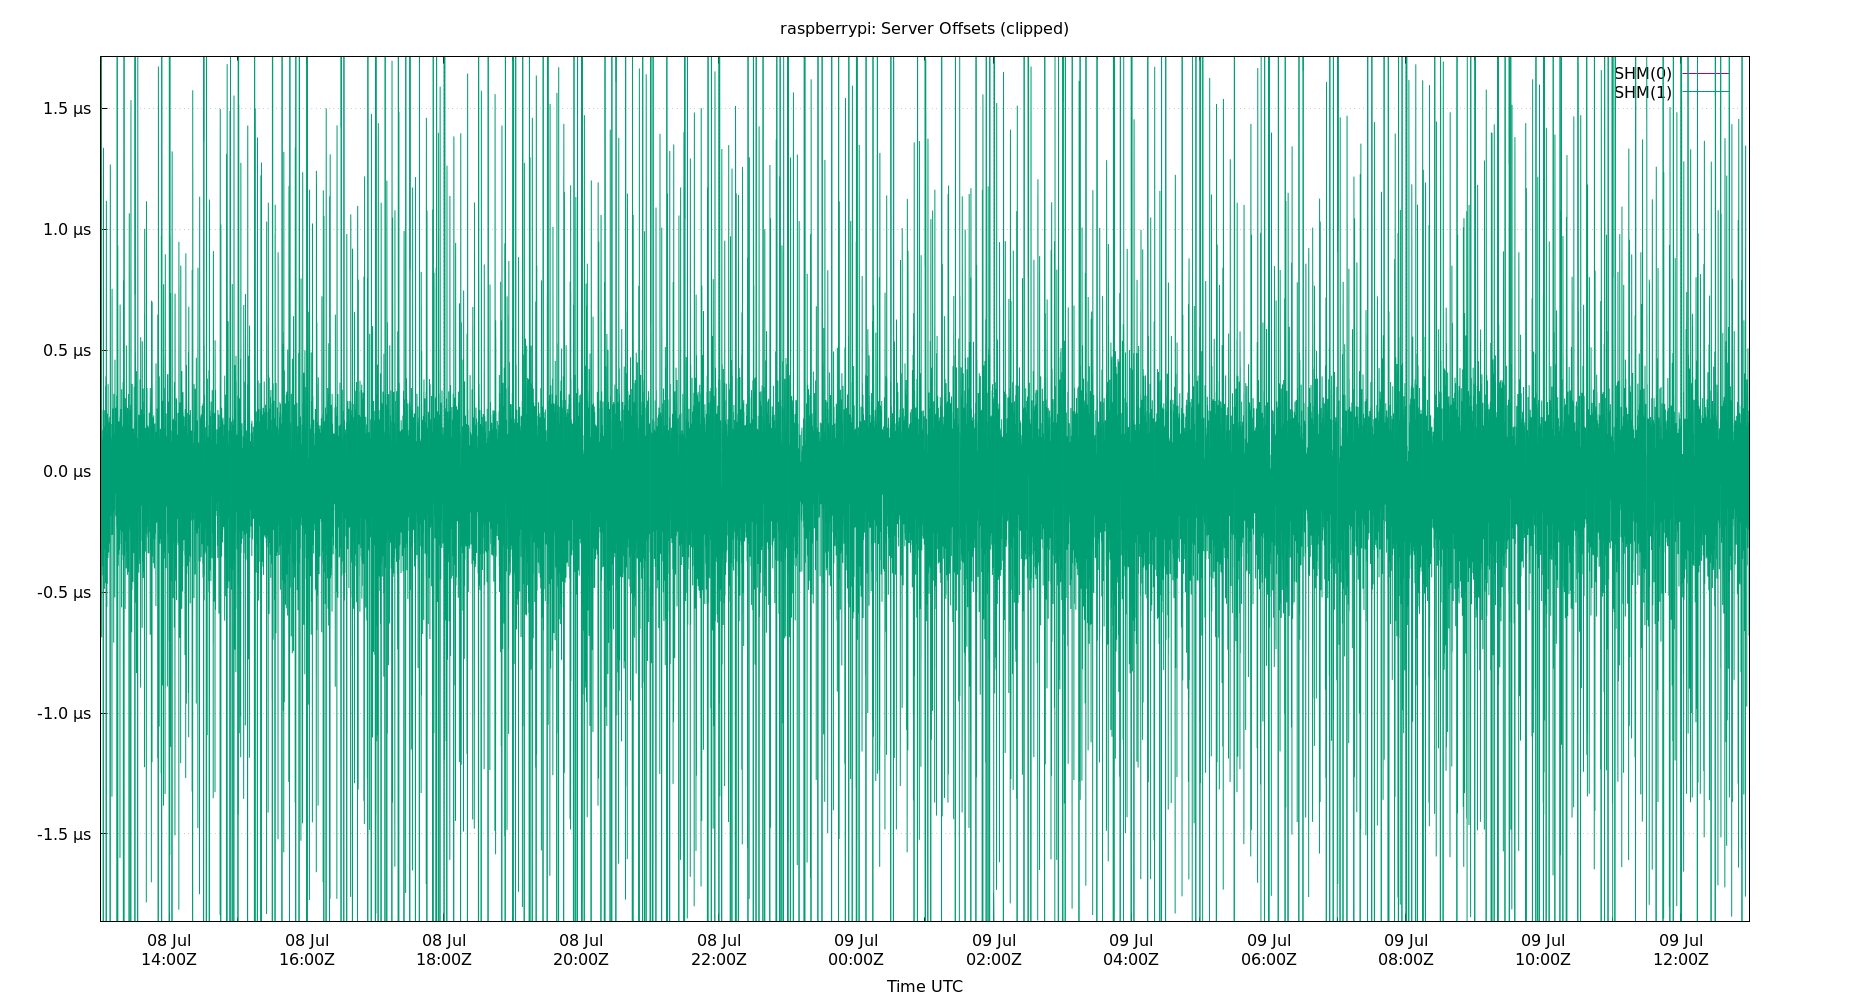 raspberrypi: Server Offsets (clipped)
SHM(0)
SHM(1)
1.5 µs
1.0 µs
0.5 µs
0.0 µs
-0.5 µs
-1.0 µs
-1.5 µs
08 Jul 08 Jul 08 Jul 08 Jul 08 Jul 09 Jul 09 Jul 09 Jul 09 Jul 09 Jul 09 Jul 09 Jul
14:00Z 16:00Z 18:00Z 20:00Z 22:00Z 00:00Z 02:00Z 04:00Z 06:00Z 08:00Z 10:00Z 12:00Z
Time UTC